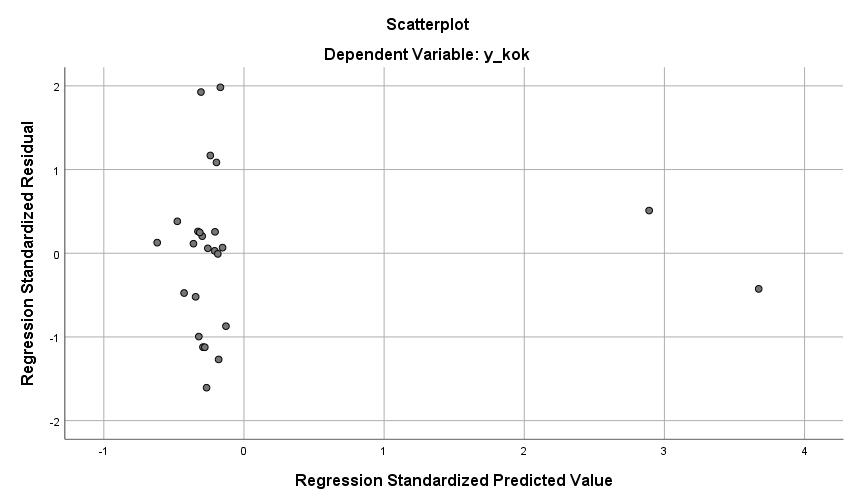 Scatterplot
Dependent Variable: y_kok
Regression Standardized Residual
2
1
0
-1
-2
-1 0 1 2 3 4
Regression Standardized Predicted Value